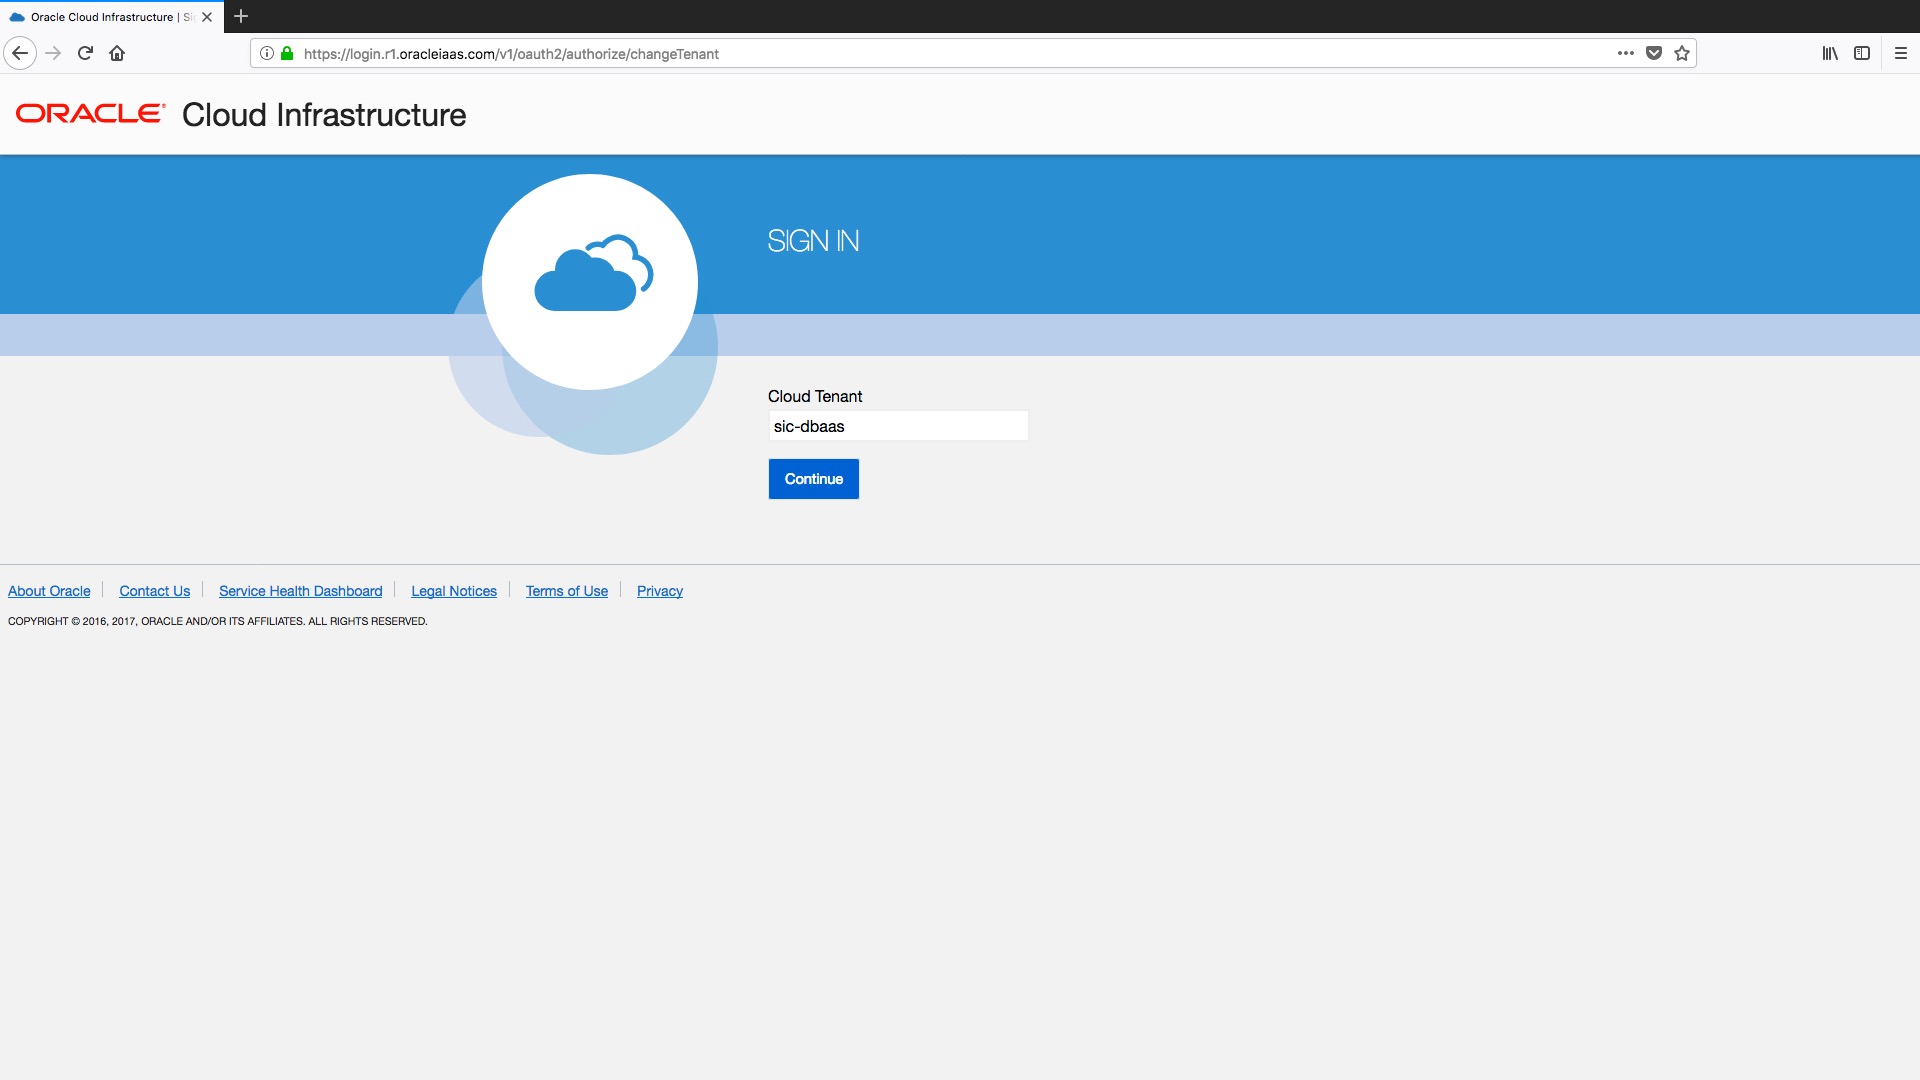 Oracle Cloud Infrastructure | Si
https://login.r1.oracleiaas.com/v1/oauth2/authorize/changeTenant
ORACLE® Cloud Infrastructure
SIGN IN
Cloud Tenant
sic-dbaas
Continue
About Oracle Contact Us Service Health Dashboard Legal Notices Terms of Use Privacy
COPYRIGHT © 2016, 2017, ORACLE AND/OR ITS AFFILIATES. ALL RIGHTS RESERVED.